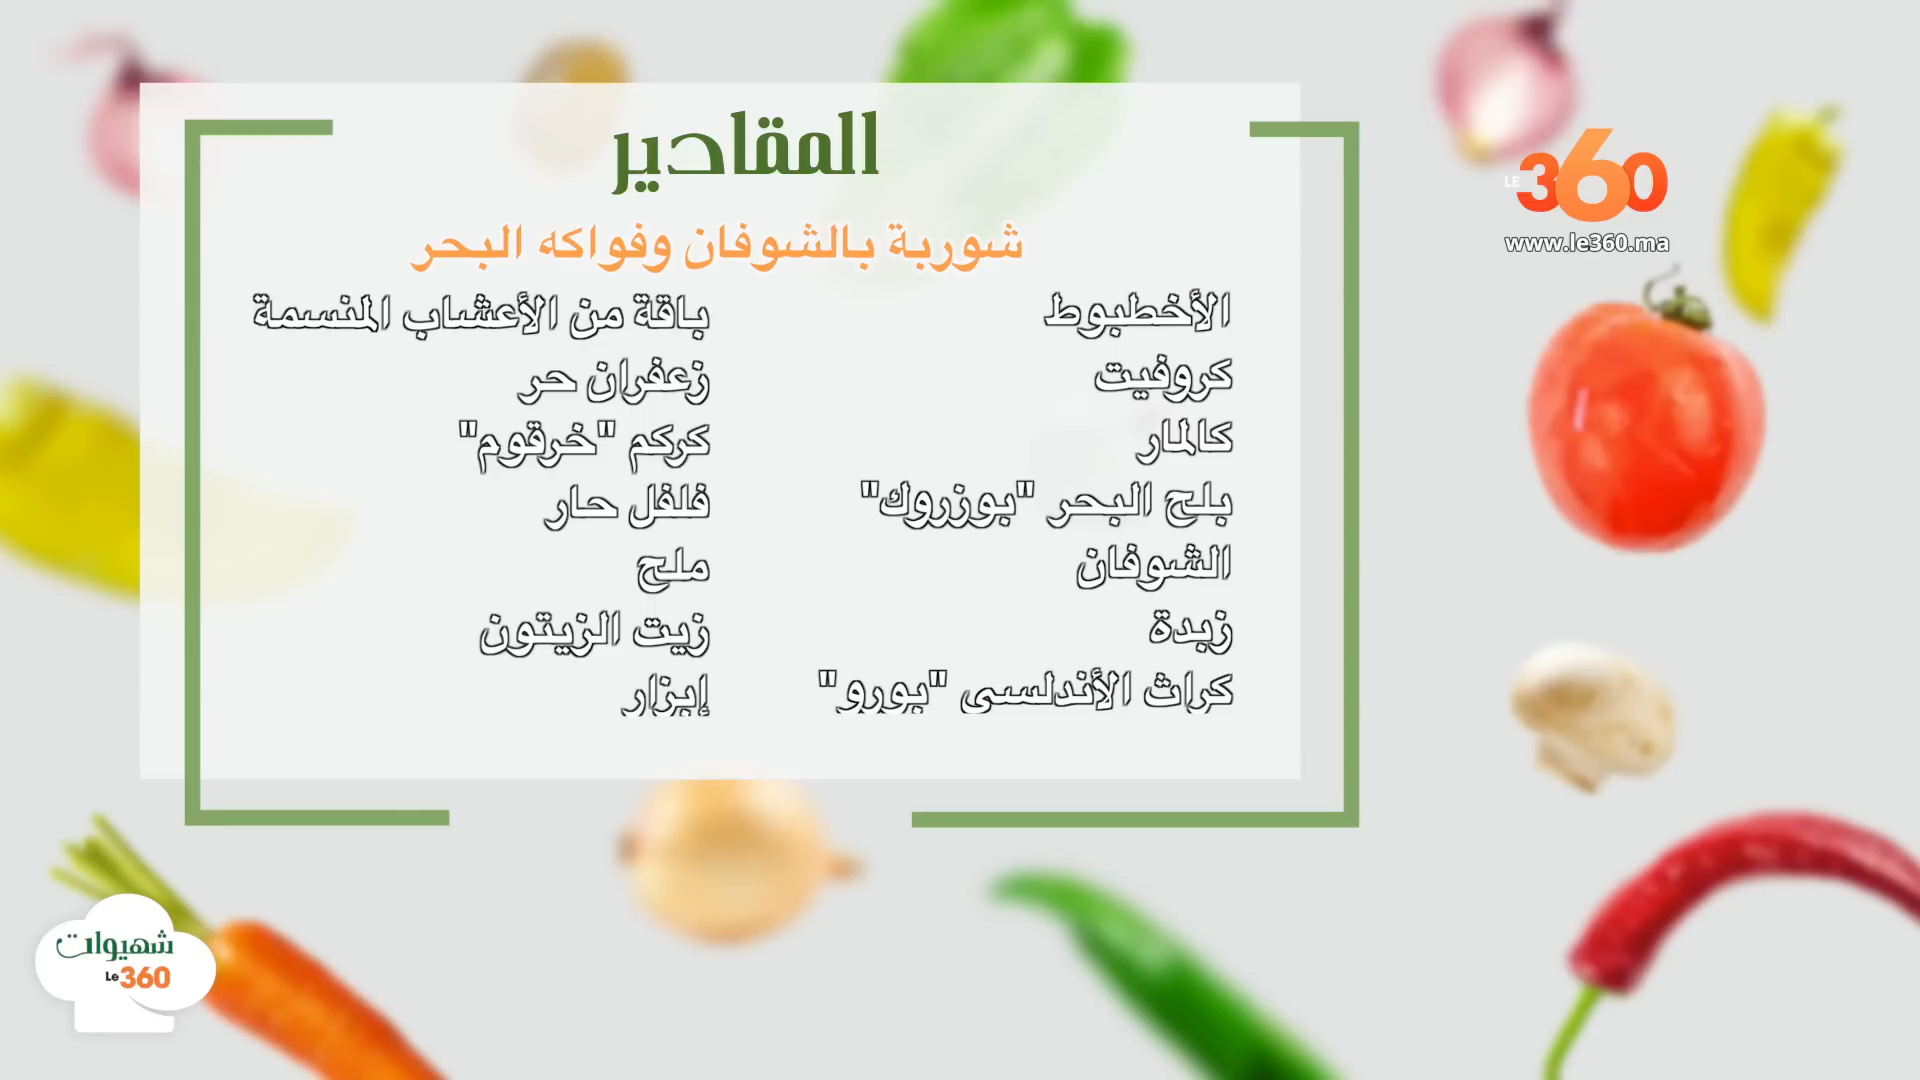 المقادير
شوربة بالشوفان وفواكه البحر
الأخطبوط
كروفيت
كالمار
بلح البحر "بوزروك"
الشوفان
زبدة
كراث الأندلسي "بورو"
باقة من الأعشاب المنسمة
زعفران حر
كركم "خرقوم"
فلفل حار
ملح
زيت الزيتون
إبزار
LE 360
www.le360.ma
شهيوات
Le 360